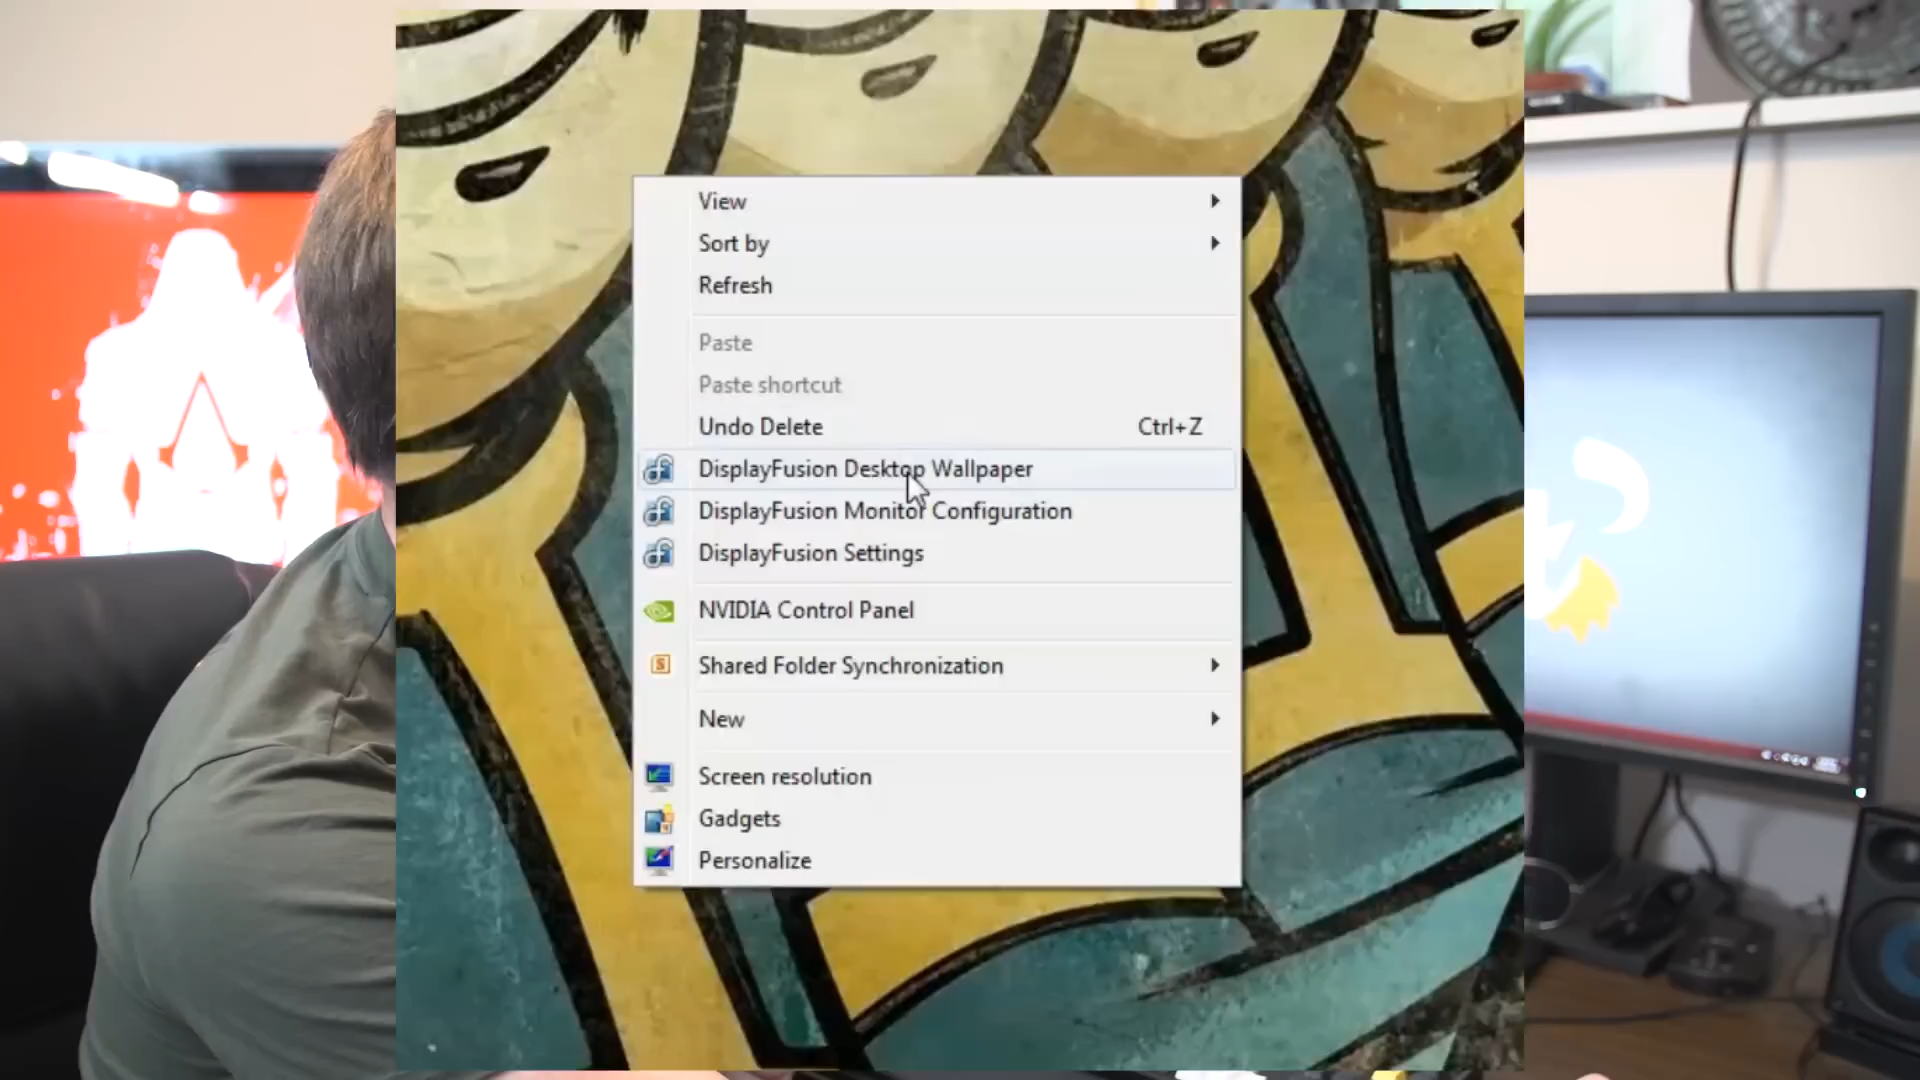 View
Sort by
Refresh
Paste
Paste shortcut
Undo Delete Ctrl+Z
DisplayFusion Desktop Wallpaper
DisplayFusion Monitor Configuration
DisplayFusion Settings
NVIDIA Control Panel
Shared Folder Synchronization
New
Screen resolution
Gadgets
Personalize